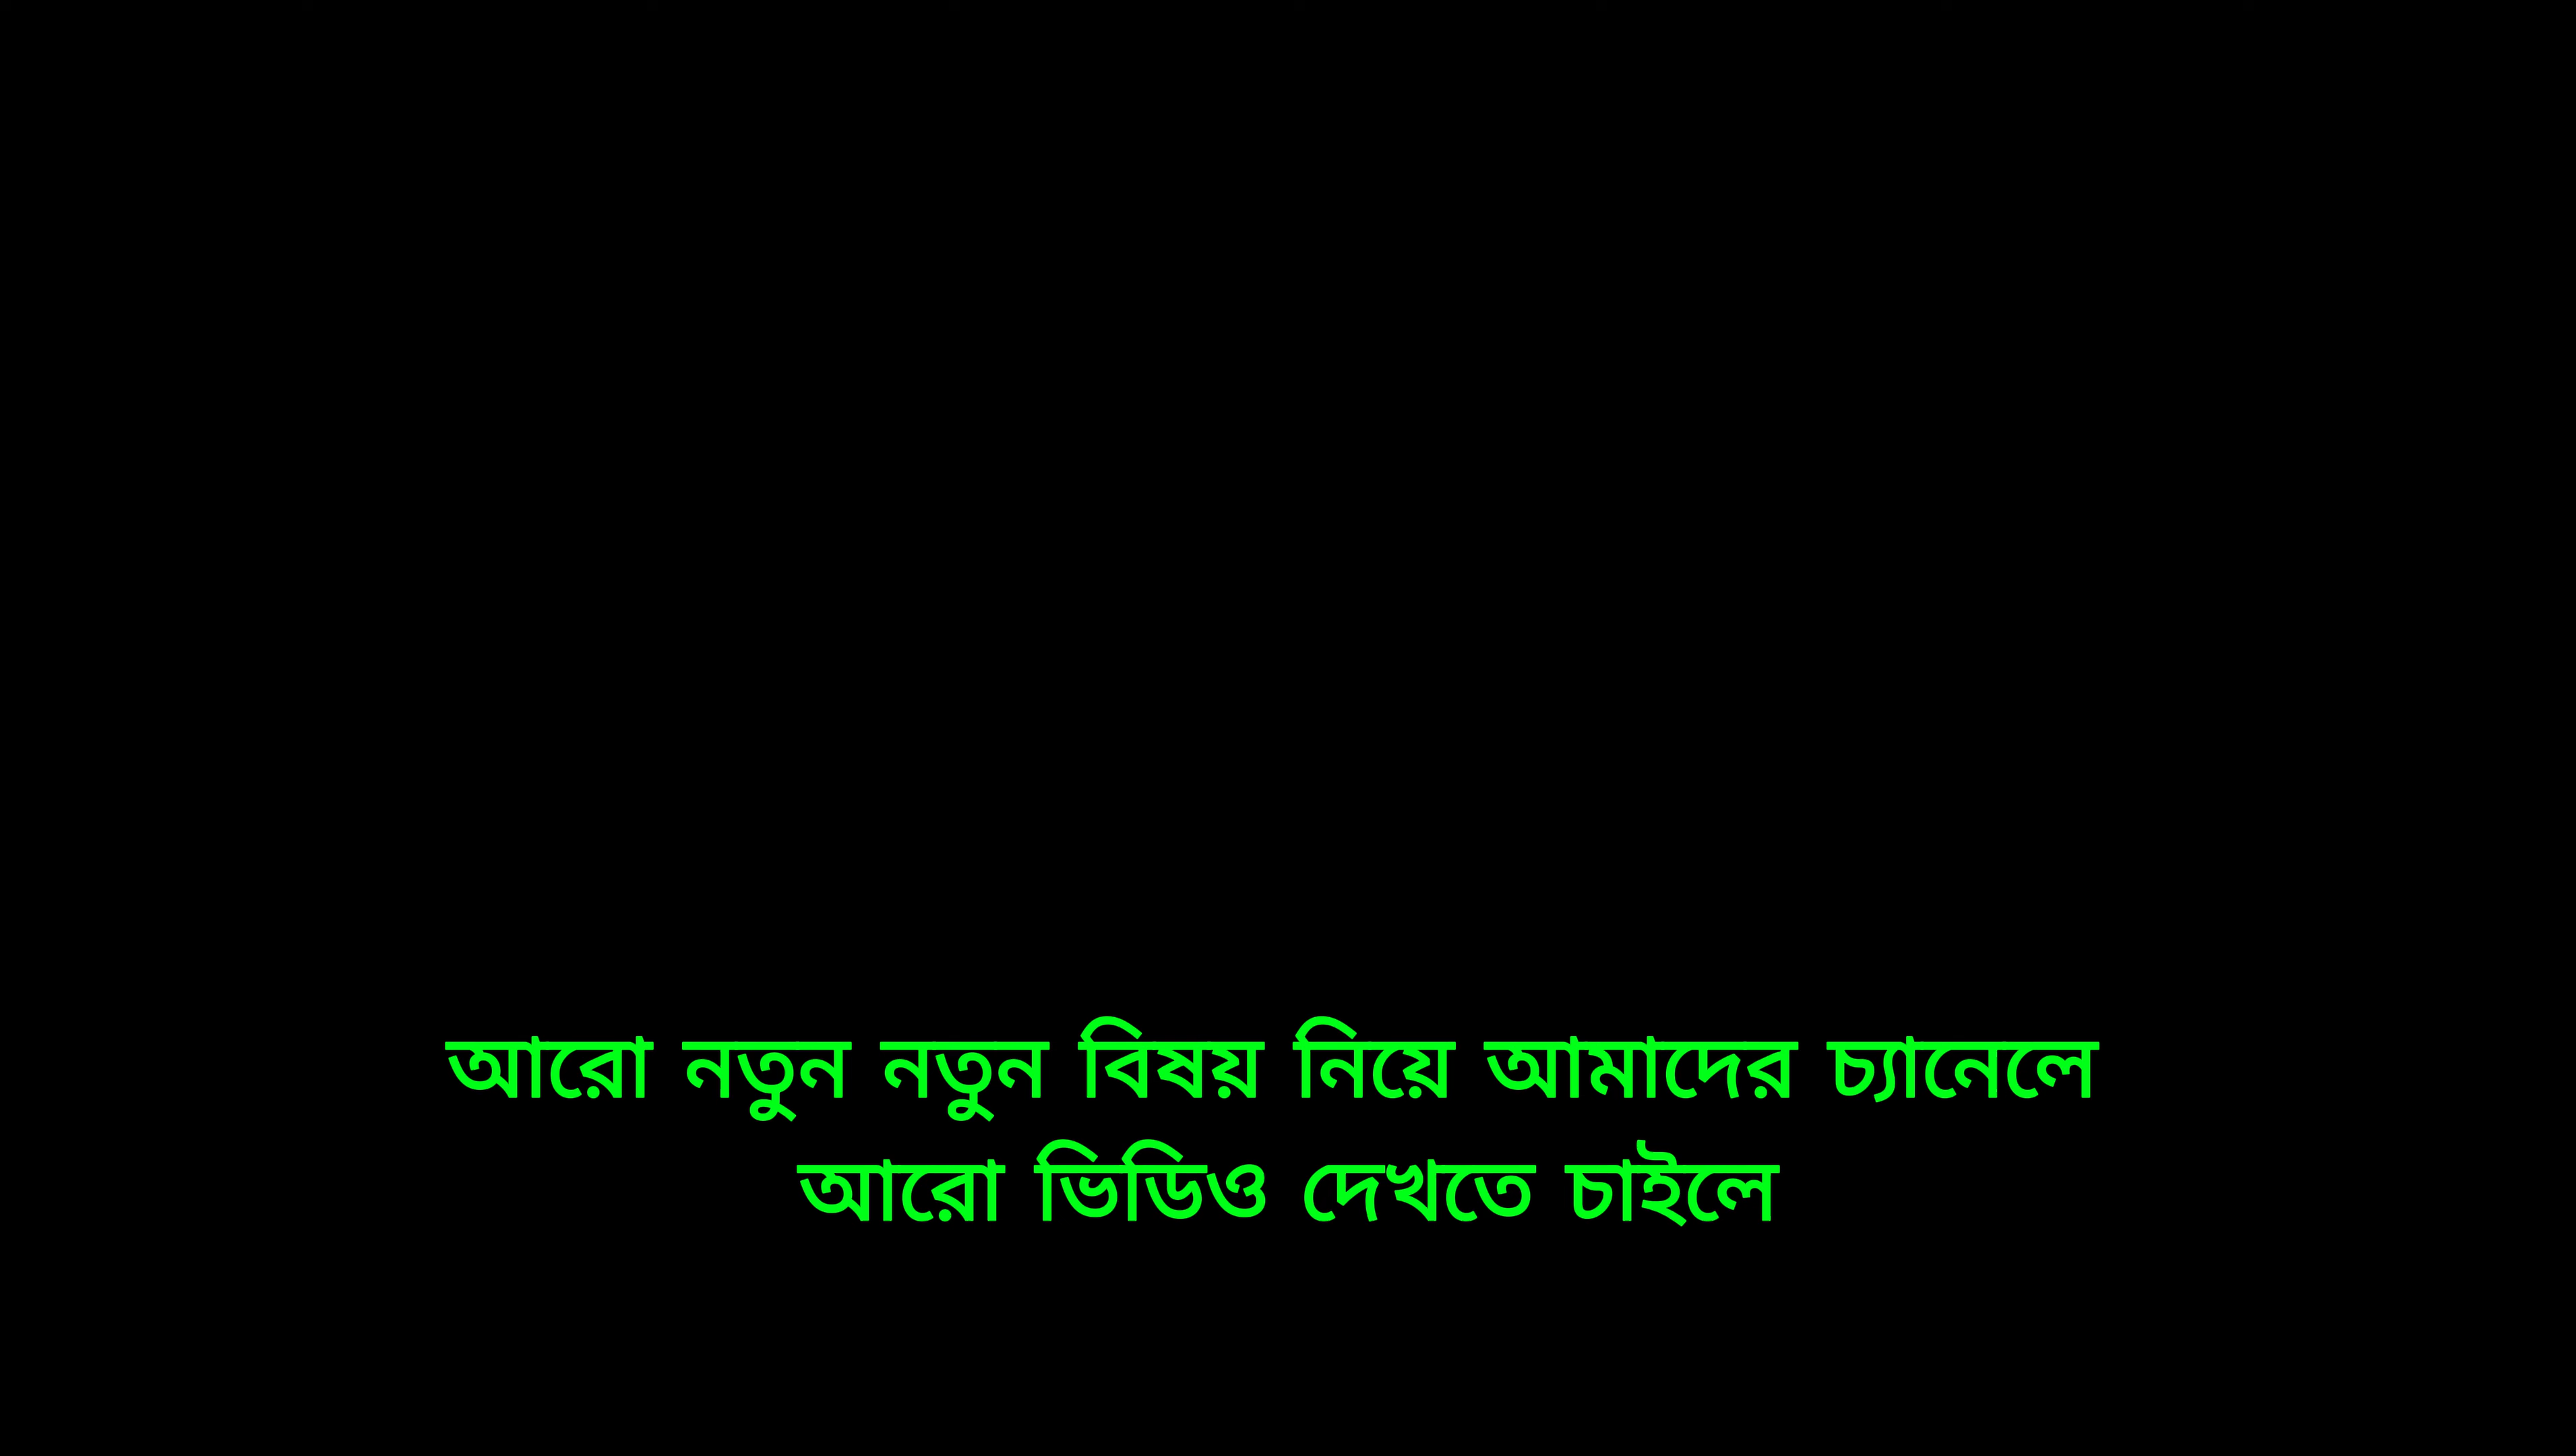 আরো নতুন নতুন বিষয় নিয়ে আমাদের চ্যানেলে
আরো ভিডিও দেখতে চাইলে